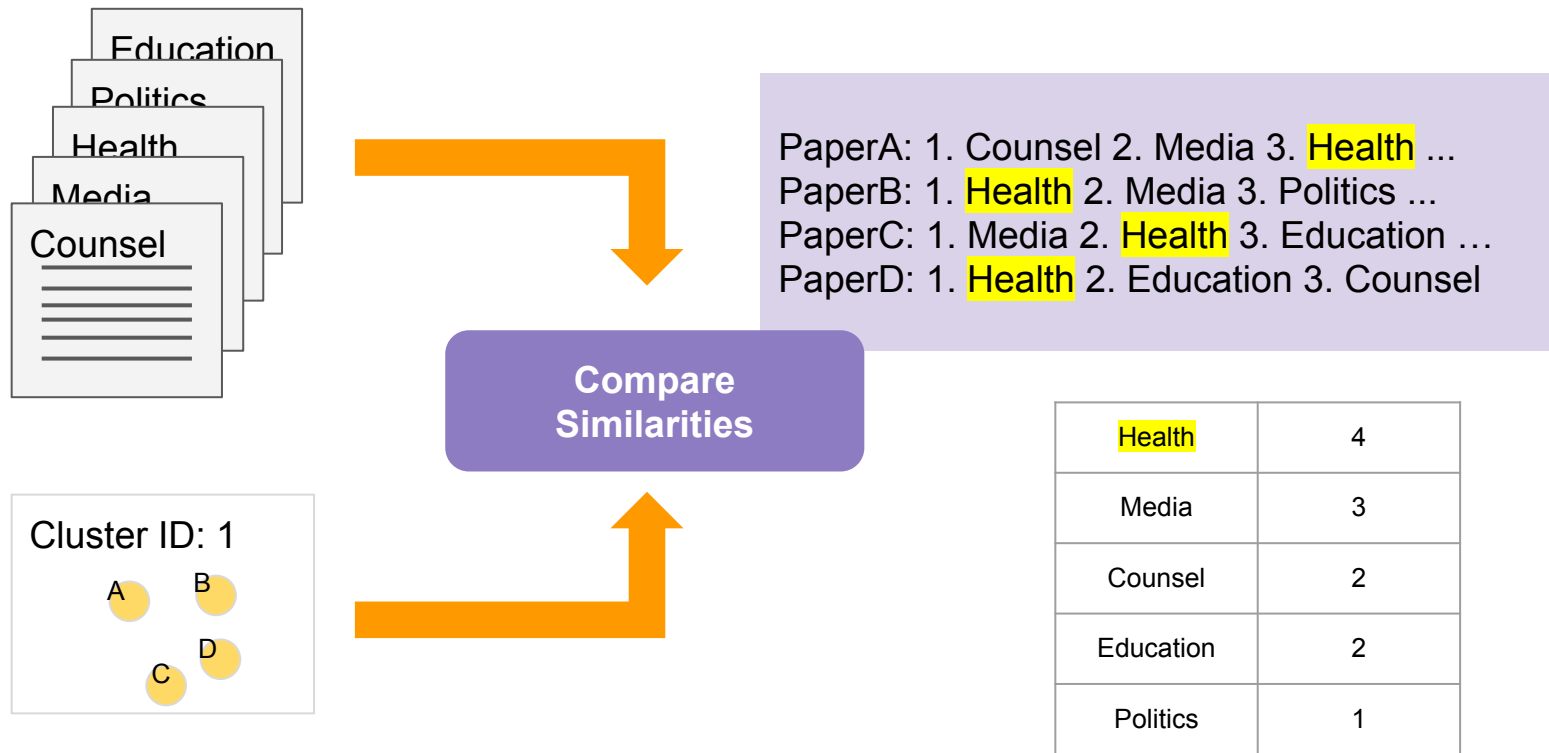 Education
Politics
Health
Media
Counsel
PaperA: 1. Counsel 2. Media 3. Health ...
PaperB: 1. Health 2. Media 3. Politics ...
PaperC: 1. Media 2. Health 3. Education …
PaperD: 1. Health 2. Education 3. Counsel
Compare
Similarities
Cluster ID: 1
A
B
D
C
Health 4
Media 3
Counsel 2
Education 2
Politics 1